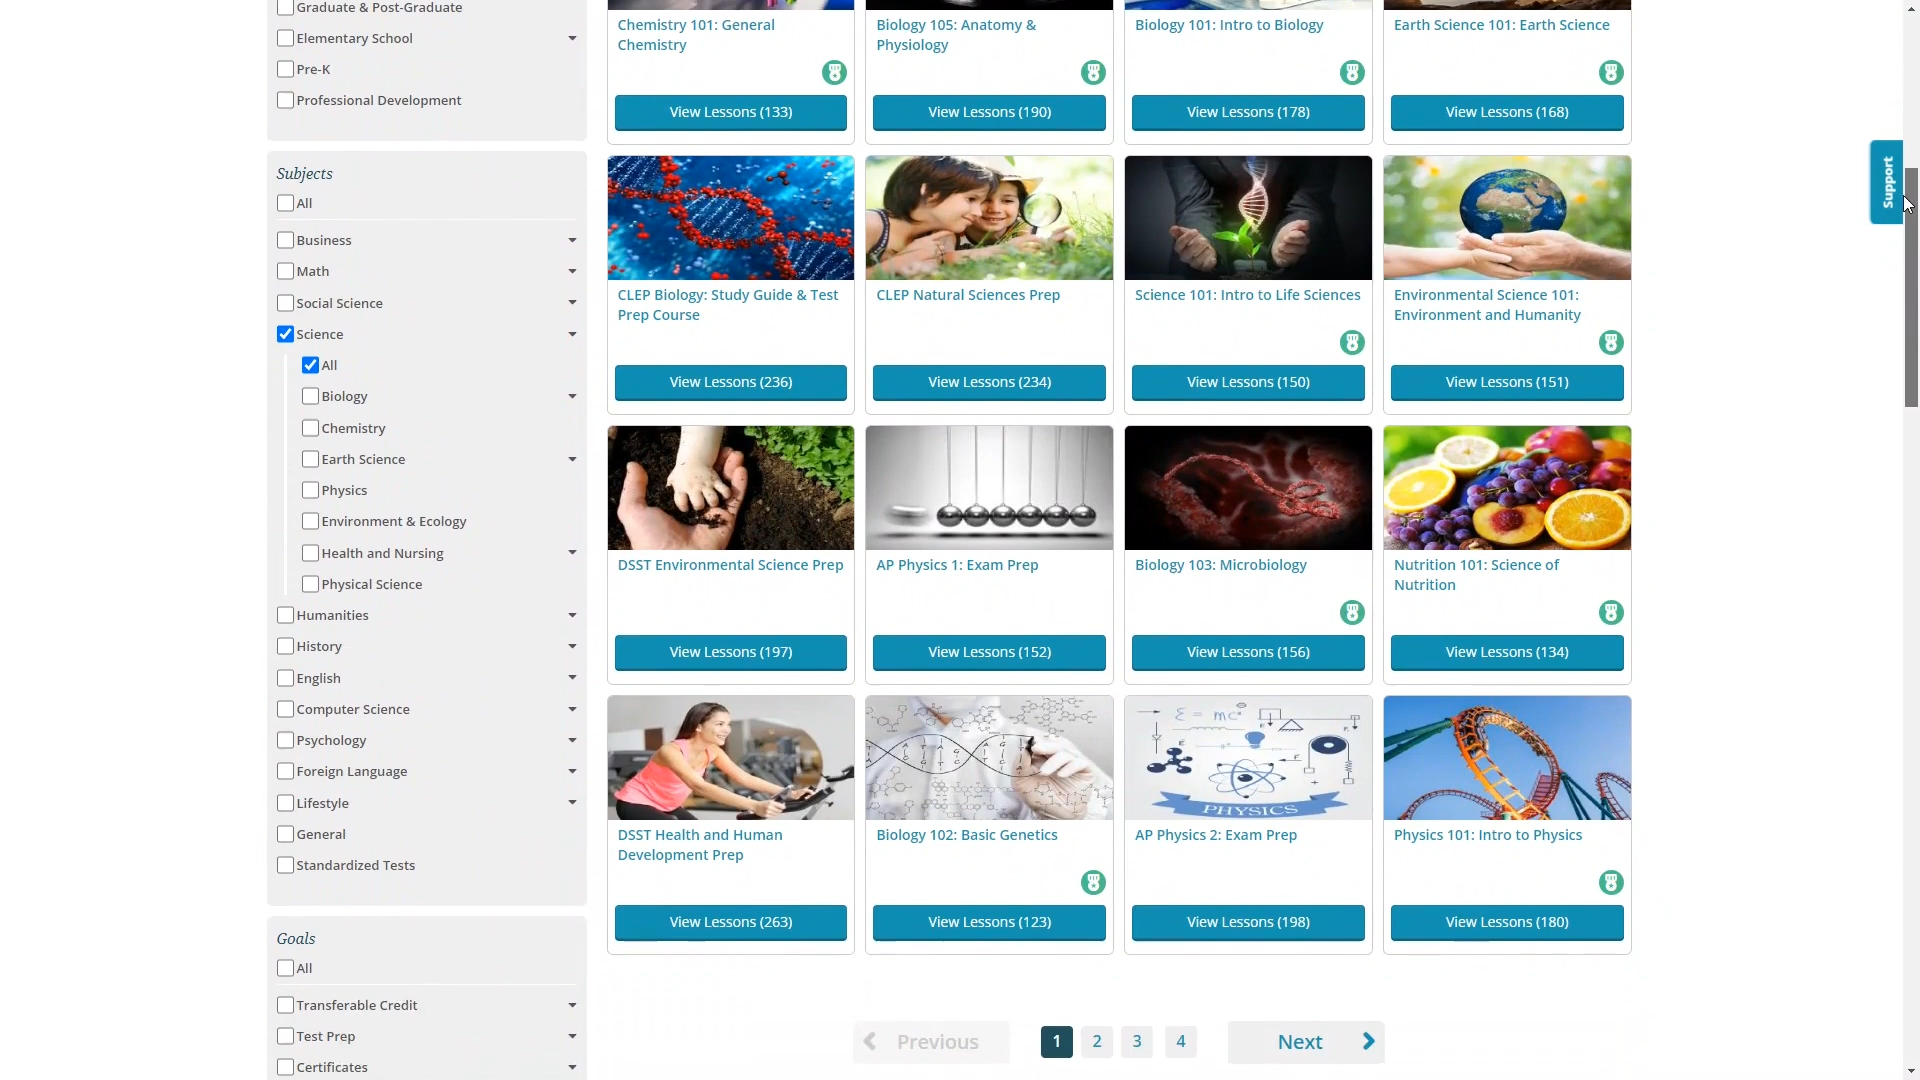 Graduate & Post-Graduate
Elementary School
Pre-K
Professional Development
Subjects
All
Business
Math
Social Science
Science
All
Biology
Chemistry
Earth Science
Physics
Environment & Ecology
Health and Nursing
Physical Science
Humanities
History
English
Computer Science
Psychology
Foreign Language
Lifestyle
General
Standardized Tests
Goals
All
Transferable Credit
Test Prep
Certificates
Chemistry 101: General
Chemistry
View Lessons (133)
Biology 105: Anatomy &
Physiology
View Lessons (190)
Biology 101: Intro to Biology
View Lessons (178)
Earth Science 101: Earth Science
View Lessons (168)
CLEP Biology: Study Guide & Test
Prep Course
View Lessons (236)
CLEP Natural Sciences Prep
View Lessons (234)
Science 101: Intro to Life Sciences
View Lessons (150)
Environmental Science 101:
Environment and Humanity
View Lessons (151)
DSST Environmental Science Prep
View Lessons (197)
AP Physics 1: Exam Prep
View Lessons (152)
Biology 103: Microbiology
View Lessons (156)
Nutrition 101: Science of
Nutrition
View Lessons (134)
DSST Health and Human
Development Prep
View Lessons (263)
Biology 102: Basic Genetics
View Lessons (123)
PHYSICS
AP Physics 2: Exam Prep
View Lessons (198)
Physics 101: Intro to Physics
View Lessons (180)
Previous 1 2 3 4 Next
Support